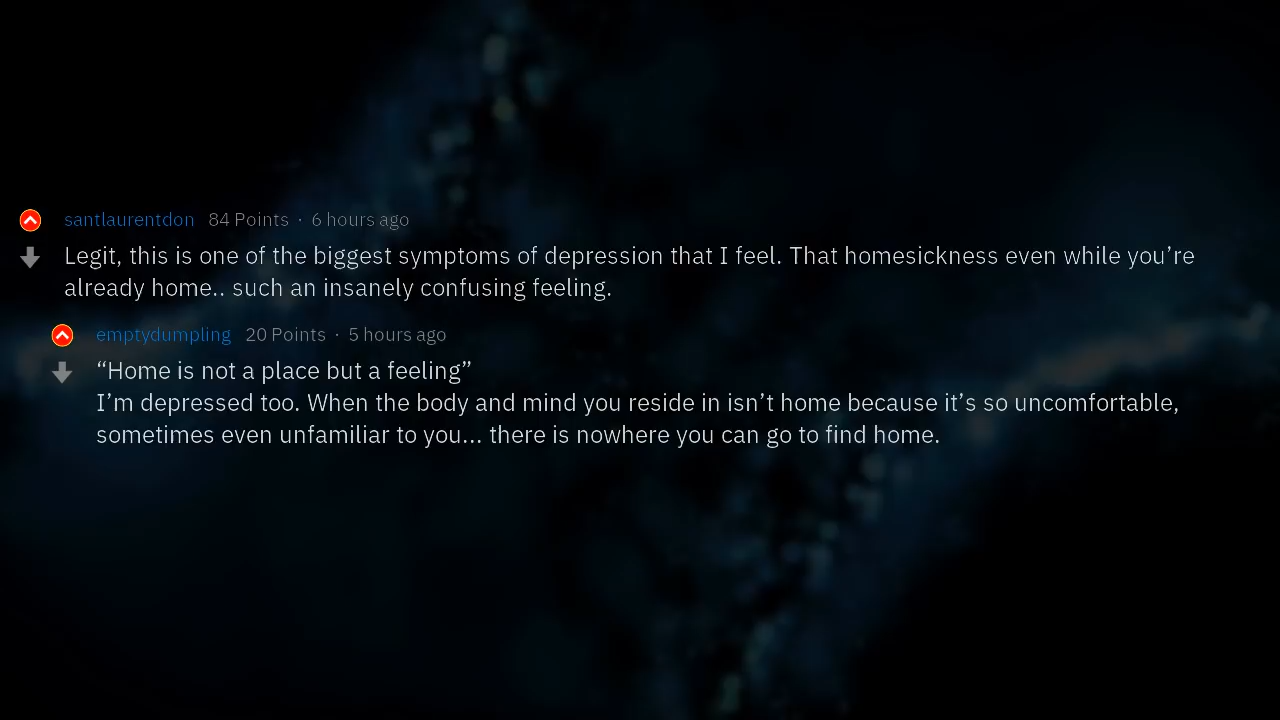 santlaurentdon 84 Points · 6 hours ago
Legit, this is one of the biggest symptoms of depression that I feel. That homesickness even while you’re
already home.. such an insanely confusing feeling.
emptydumpling 20 Points · 5 hours ago
“Home is not a place but a feeling”
I’m depressed too. When the body and mind you reside in isn’t home because it’s so uncomfortable,
sometimes even unfamiliar to you... there is nowhere you can go to find home.